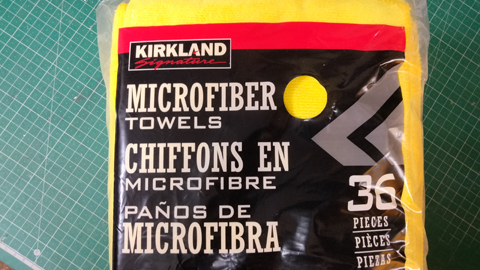 KIRKLAND
Signature
MICROFIBER
TOWELS
CHIFFONS EN
MICROFIBRE
PAÑOS DE
MICROFIBRA
36
PIECES
PIÈCES
PIEZAS